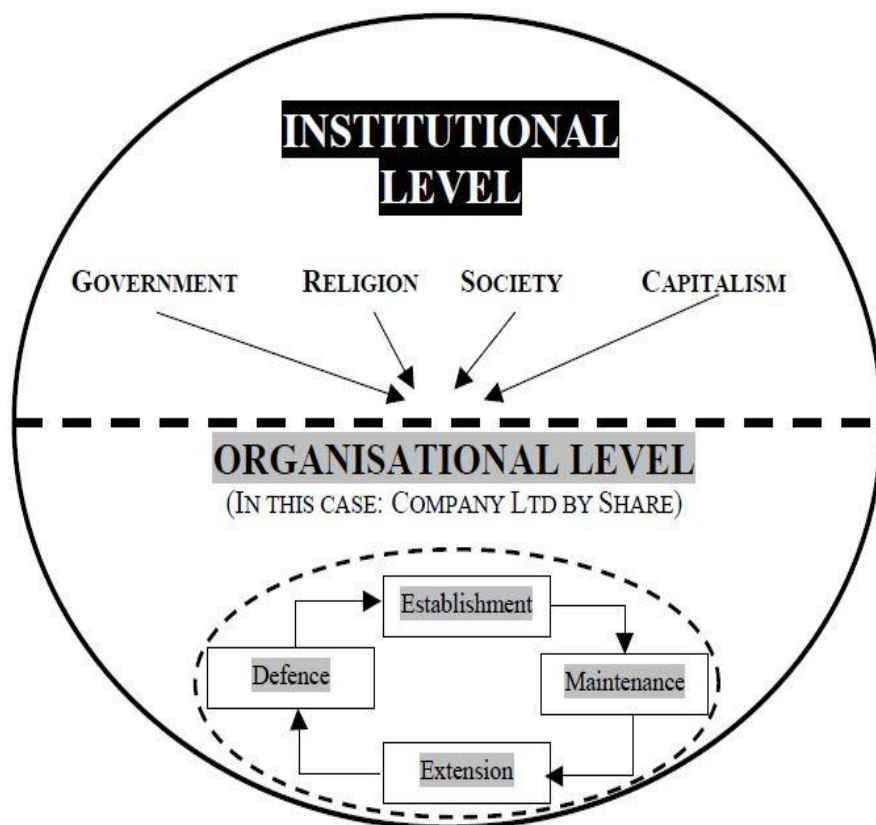 INSTITUTIONAL
LEVEL
GOVERNMENT RELIGION SOCIETY CAPITALISM
ORGANISATIONAL LEVEL
(IN THIS CASE: COMPANY LTD BY SHARE)
Establishment
Defence
Maintenance
Extension